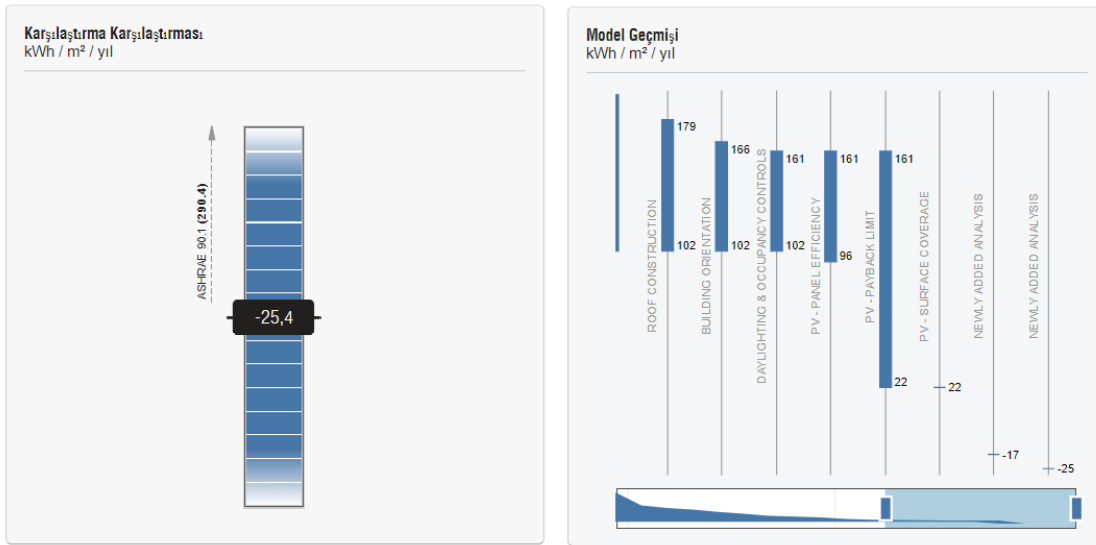 Karşılaştırma Karşılaştırması
kWh / m² / yıl
ASHRAE 90.1 (290.4)
-25,4
Model Geçmişi
kWh / m² / yıl
179
102
ROOF CONSTRUCTION
166
102
BUILDING ORIENTATION
161
102
DAYLIGHTING & OCCUPANCY CONTROLS
161
96
PV - PANEL EFFICIENCY
161
22
PV - PAYBACK LIMIT
22
PV - SURFACE COVERAGE
-17
NEWLY ADDED ANALYSIS
-25
NEWLY ADDED ANALYSIS